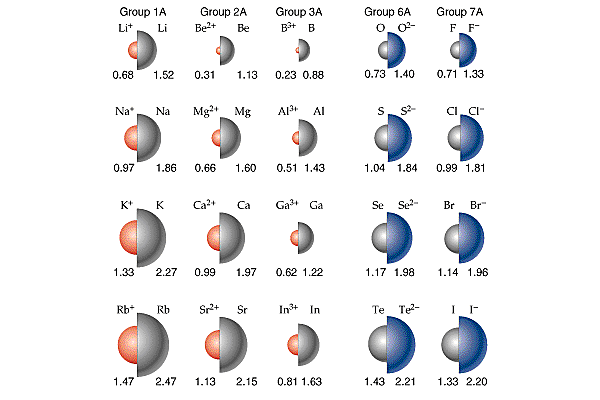 Group 1A Group 2A Group 3A Group 6A Group 7A
Li⁺ Li Be²⁺ Be B³⁺ B O O²⁻ F F⁻
0.68 1.52 0.31 1.13 0.23 0.88 0.73 1.40 0.71 1.33
Na⁺ Na Mg²⁺ Mg Al³⁺ Al S S²⁻ Cl Cl⁻
0.97 1.86 0.66 1.60 0.51 1.43 1.04 1.84 0.99 1.81
K⁺ K Ca²⁺ Ca Ga³⁺ Ga Se Se²⁻ Br Br⁻
1.33 2.27 0.99 1.97 0.62 1.22 1.17 1.98 1.14 1.96
Rb⁺ Rb Sr²⁺ Sr In³⁺ In Te Te²⁻ I I⁻
1.47 2.47 1.13 2.15 0.81 1.63 1.43 2.21 1.33 2.20